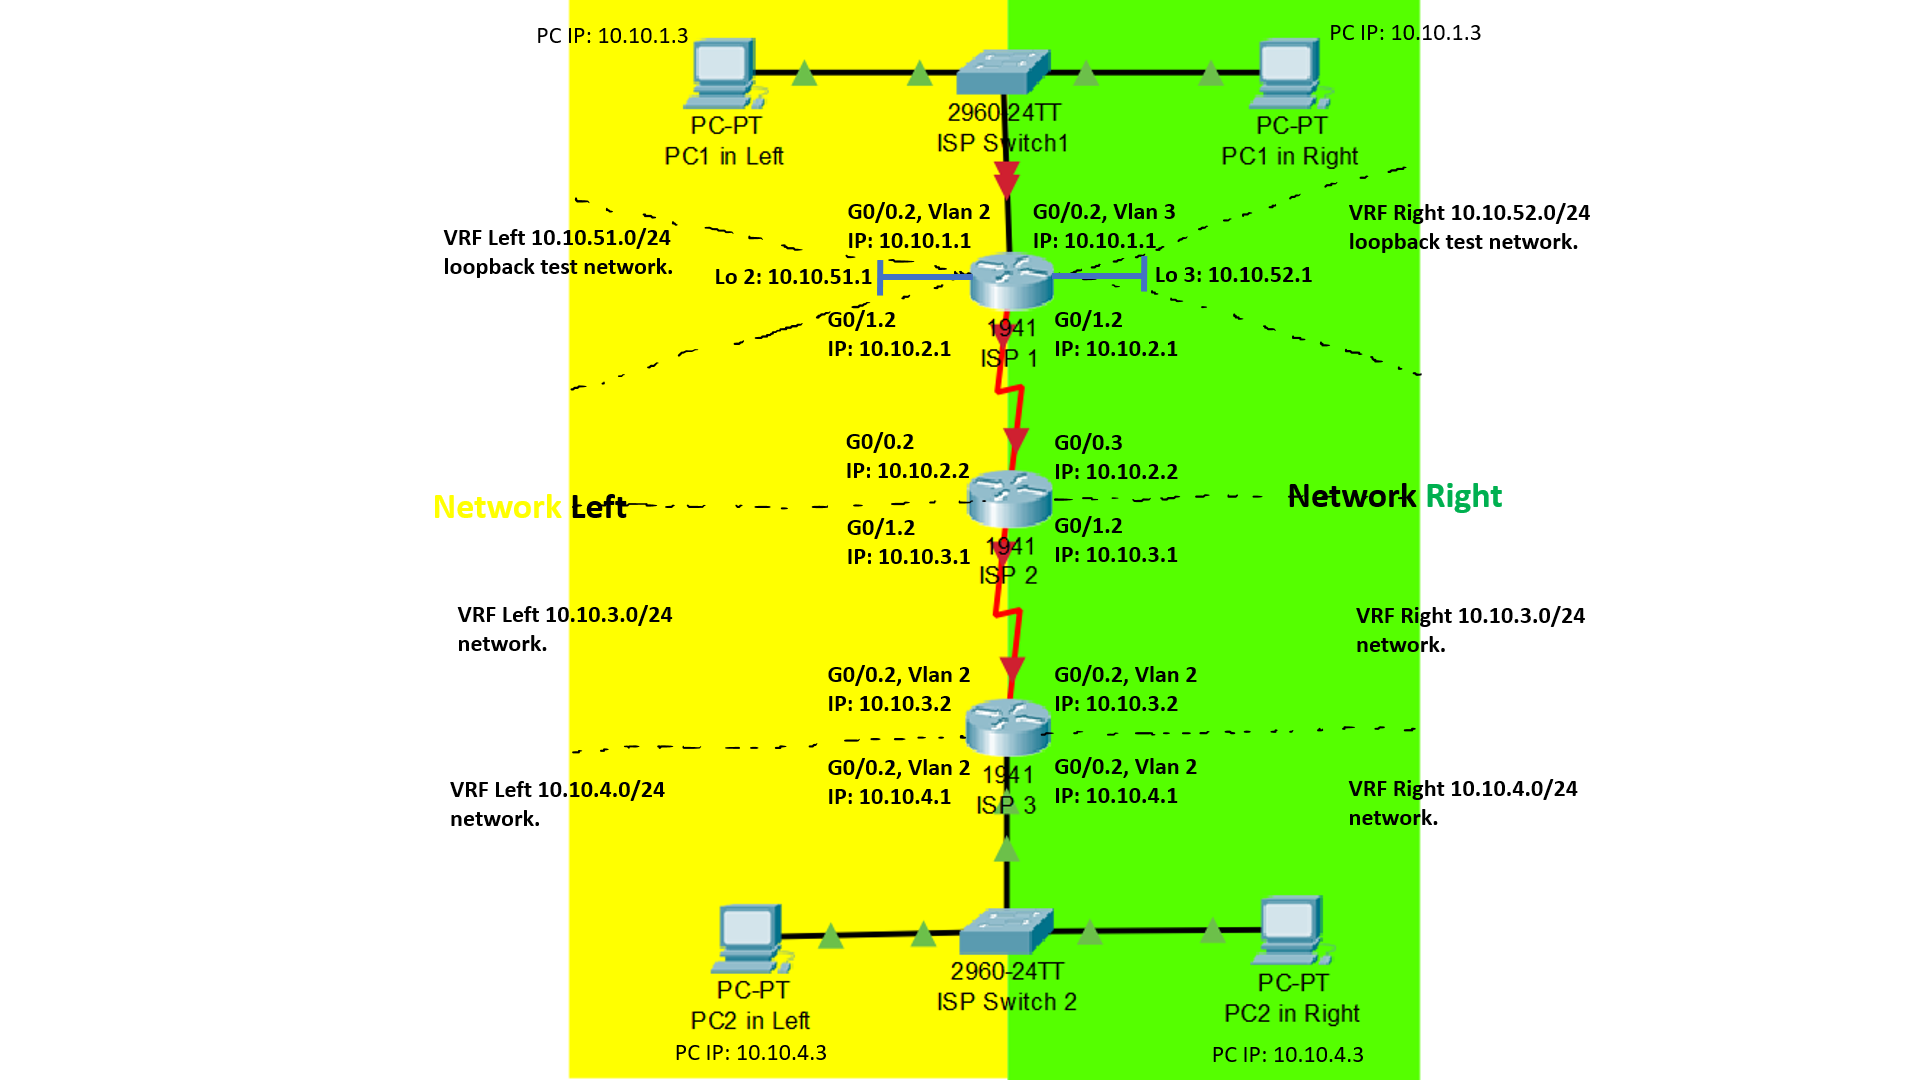 PC IP: 10.10.1.3
PC IP: 10.10.1.3
2960-24TT
ISP Switch1
PC-PT
PC1 in Left
PC-PT
PC1 in Right
G0/0.2, Vlan 2
IP: 10.10.1.1
G0/0.2, Vlan 3
IP: 10.10.1.1
VRF Left 10.10.51.0/24
loopback test network.
VRF Right 10.10.52.0/24
loopback test network.
Lo 2: 10.10.51.1
Lo 3: 10.10.52.1
G0/1.2
IP: 10.10.2.1
1941
ISP 1
G0/1.2
IP: 10.10.2.1
G0/0.2
IP: 10.10.2.2
G0/0.3
IP: 10.10.2.2
Network Left
Network Right
G0/1.2
IP: 10.10.3.1
1941
ISP 2
G0/1.2
IP: 10.10.3.1
VRF Left 10.10.3.0/24
network.
VRF Right 10.10.3.0/24
network.
G0/0.2, Vlan 2
IP: 10.10.3.2
G0/0.2, Vlan 2
IP: 10.10.3.2
G0/0.2, Vlan 2
IP: 10.10.4.1
1941
ISP 3
G0/0.2, Vlan 2
IP: 10.10.4.1
VRF Left 10.10.4.0/24
network.
VRF Right 10.10.4.0/24
network.
2960-24TT
ISP Switch 2
PC-PT
PC2 in Left
PC IP: 10.10.4.3
PC-PT
PC2 in Right
PC IP: 10.10.4.3